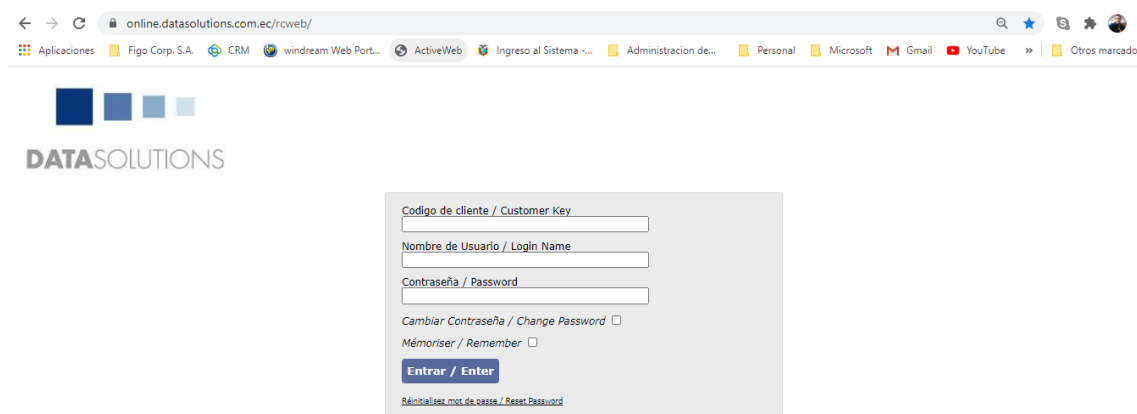 online.datasolutions.com.ec/rcweb/
Aplicaciones Figo Corp. S.A. CRM windream Web Port... ActiveWeb Ingreso al Sistema -... Administracion de... Personal Microsoft Gmail YouTube » Otros marcado
DATASOLUTIONS
Codigo de cliente / Customer Key
Nombre de Usuario / Login Name
Contraseña / Password
Cambiar Contraseña / Change Password
Mémoriser / Remember
Entrar / Enter
Réinitialisez mot de passe / Reset Password